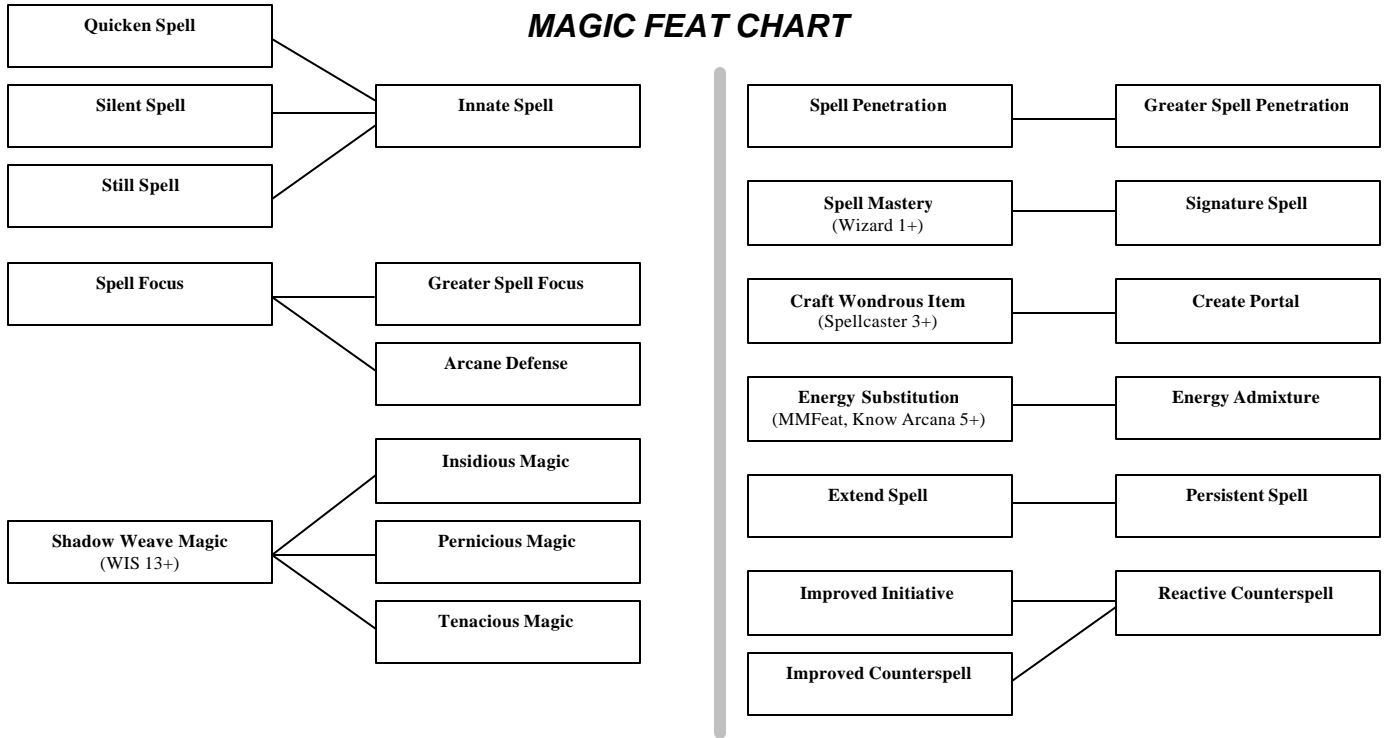 MAGIC FEAT CHART
Quicken Spell
Silent Spell
Still Spell
Innate Spell
Spell Focus
Greater Spell Focus
Arcane Defense
Shadow Weave Magic
(WIS 13+)
Insidious Magic
Pernicious Magic
Tenacious Magic
Spell Penetration
Greater Spell Penetration
Spell Mastery
(Wizard 1+)
Signature Spell
Craft Wondrous Item
(Spellcaster 3+)
Create Portal
Energy Substitution
(MMFeat, Know Arcana 5+)
Energy Admixture
Extend Spell
Persistent Spell
Improved Initiative
Improved Counterspell
Reactive Counterspell